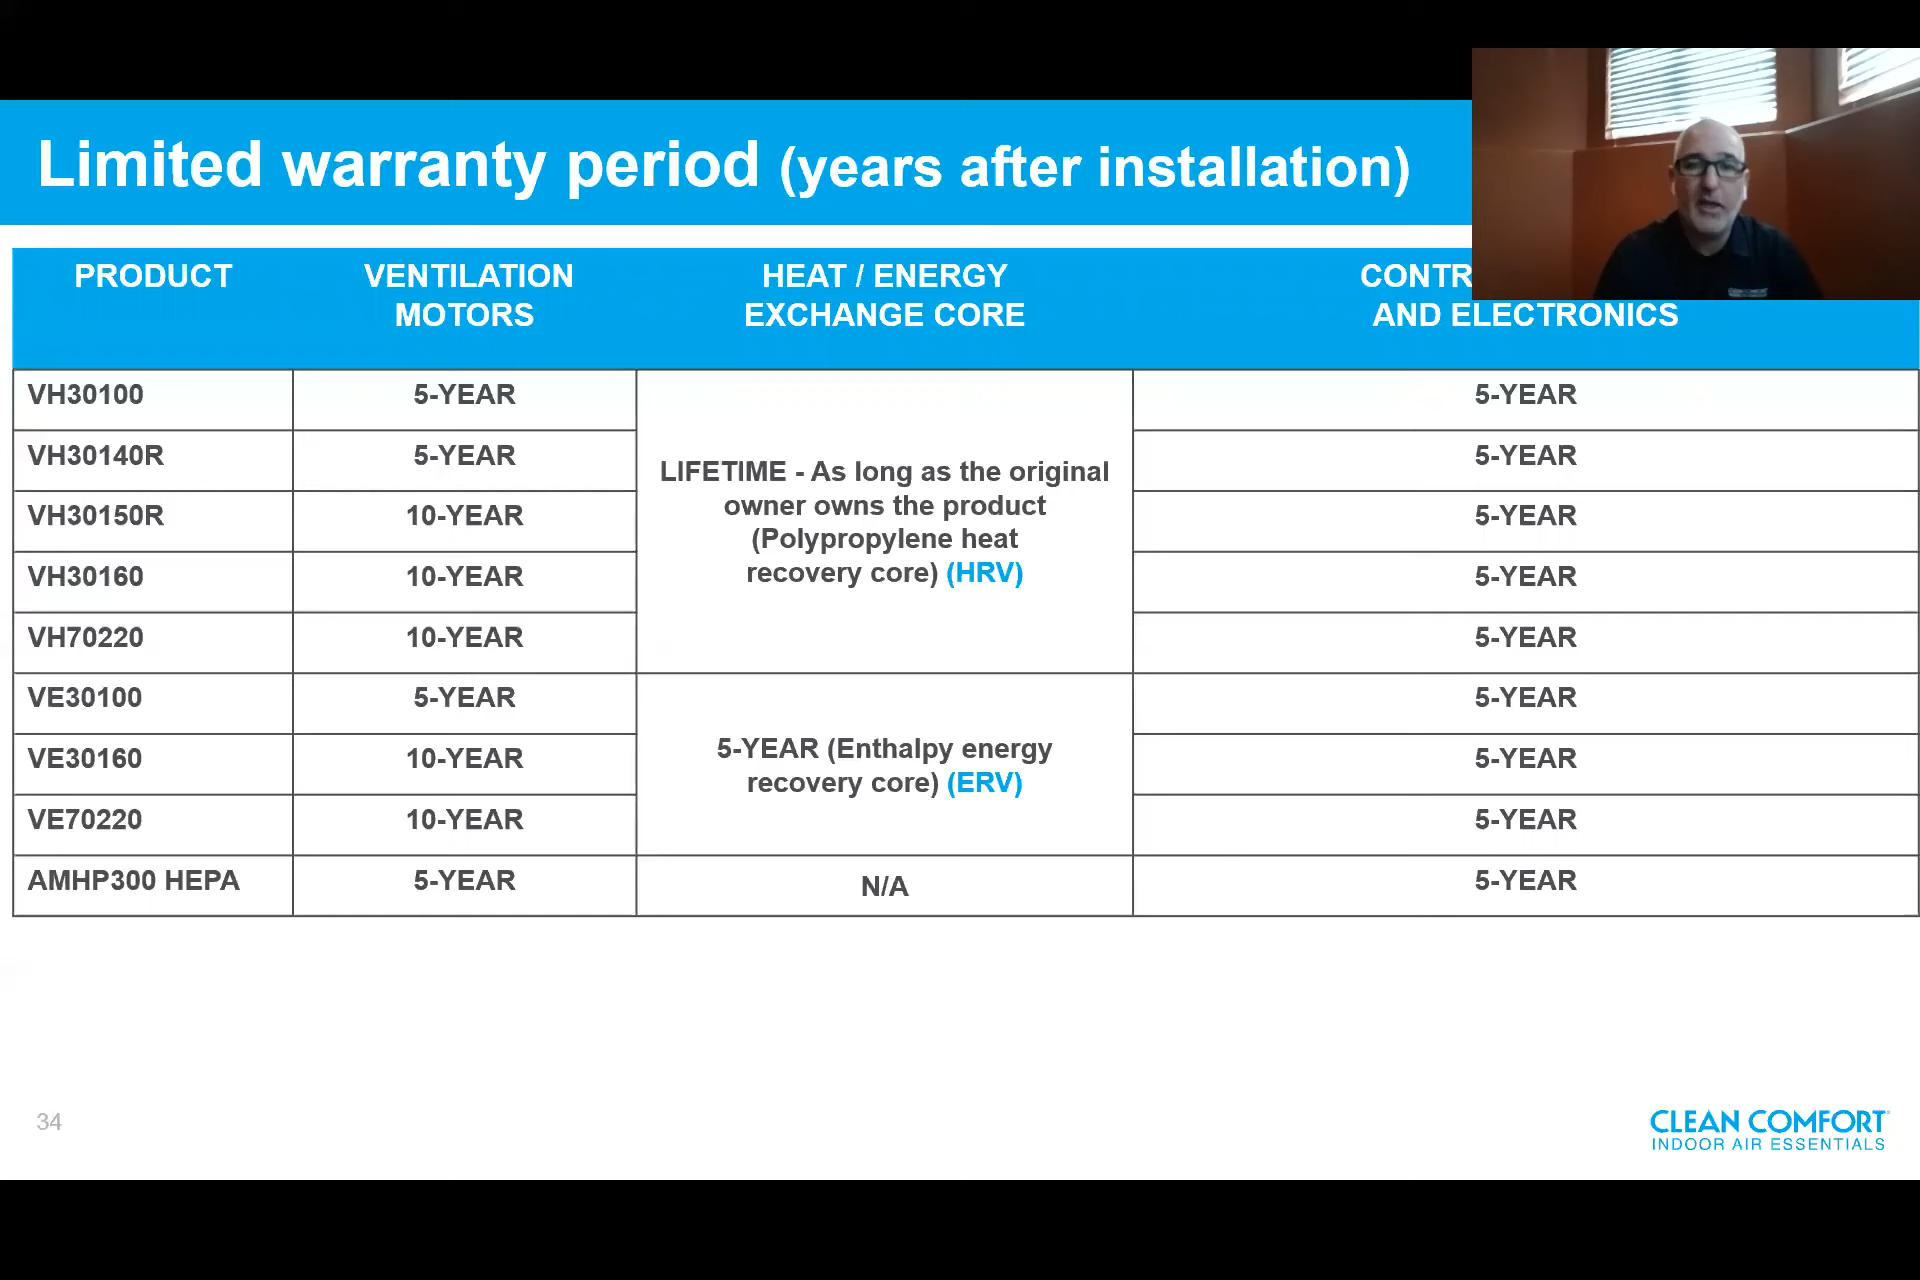 Limited warranty period (years after installation)
PRODUCT
VENTILATION
MOTORS
HEAT / ENERGY
EXCHANGE CORE
AND ELECTRONICS
VH30100
5-YEAR
5-YEAR
VH30140R
5-YEAR
5-YEAR
VH30150R
10-YEAR
5-YEAR
VH30160
10-YEAR
5-YEAR
VH70220
10-YEAR
5-YEAR
LIFETIME - As long as the original
owner owns the product
(Polypropylene heat
recovery core) (HRV)
VE30100
5-YEAR
5-YEAR
VE30160
10-YEAR
5-YEAR
VE70220
10-YEAR
5-YEAR
5-YEAR (Enthalpy energy
recovery core) (ERV)
AMHP300 HEPA
5-YEAR
N/A
5-YEAR
34
CLEAN COMFORT
INDOOR AIR ESSENTIALS